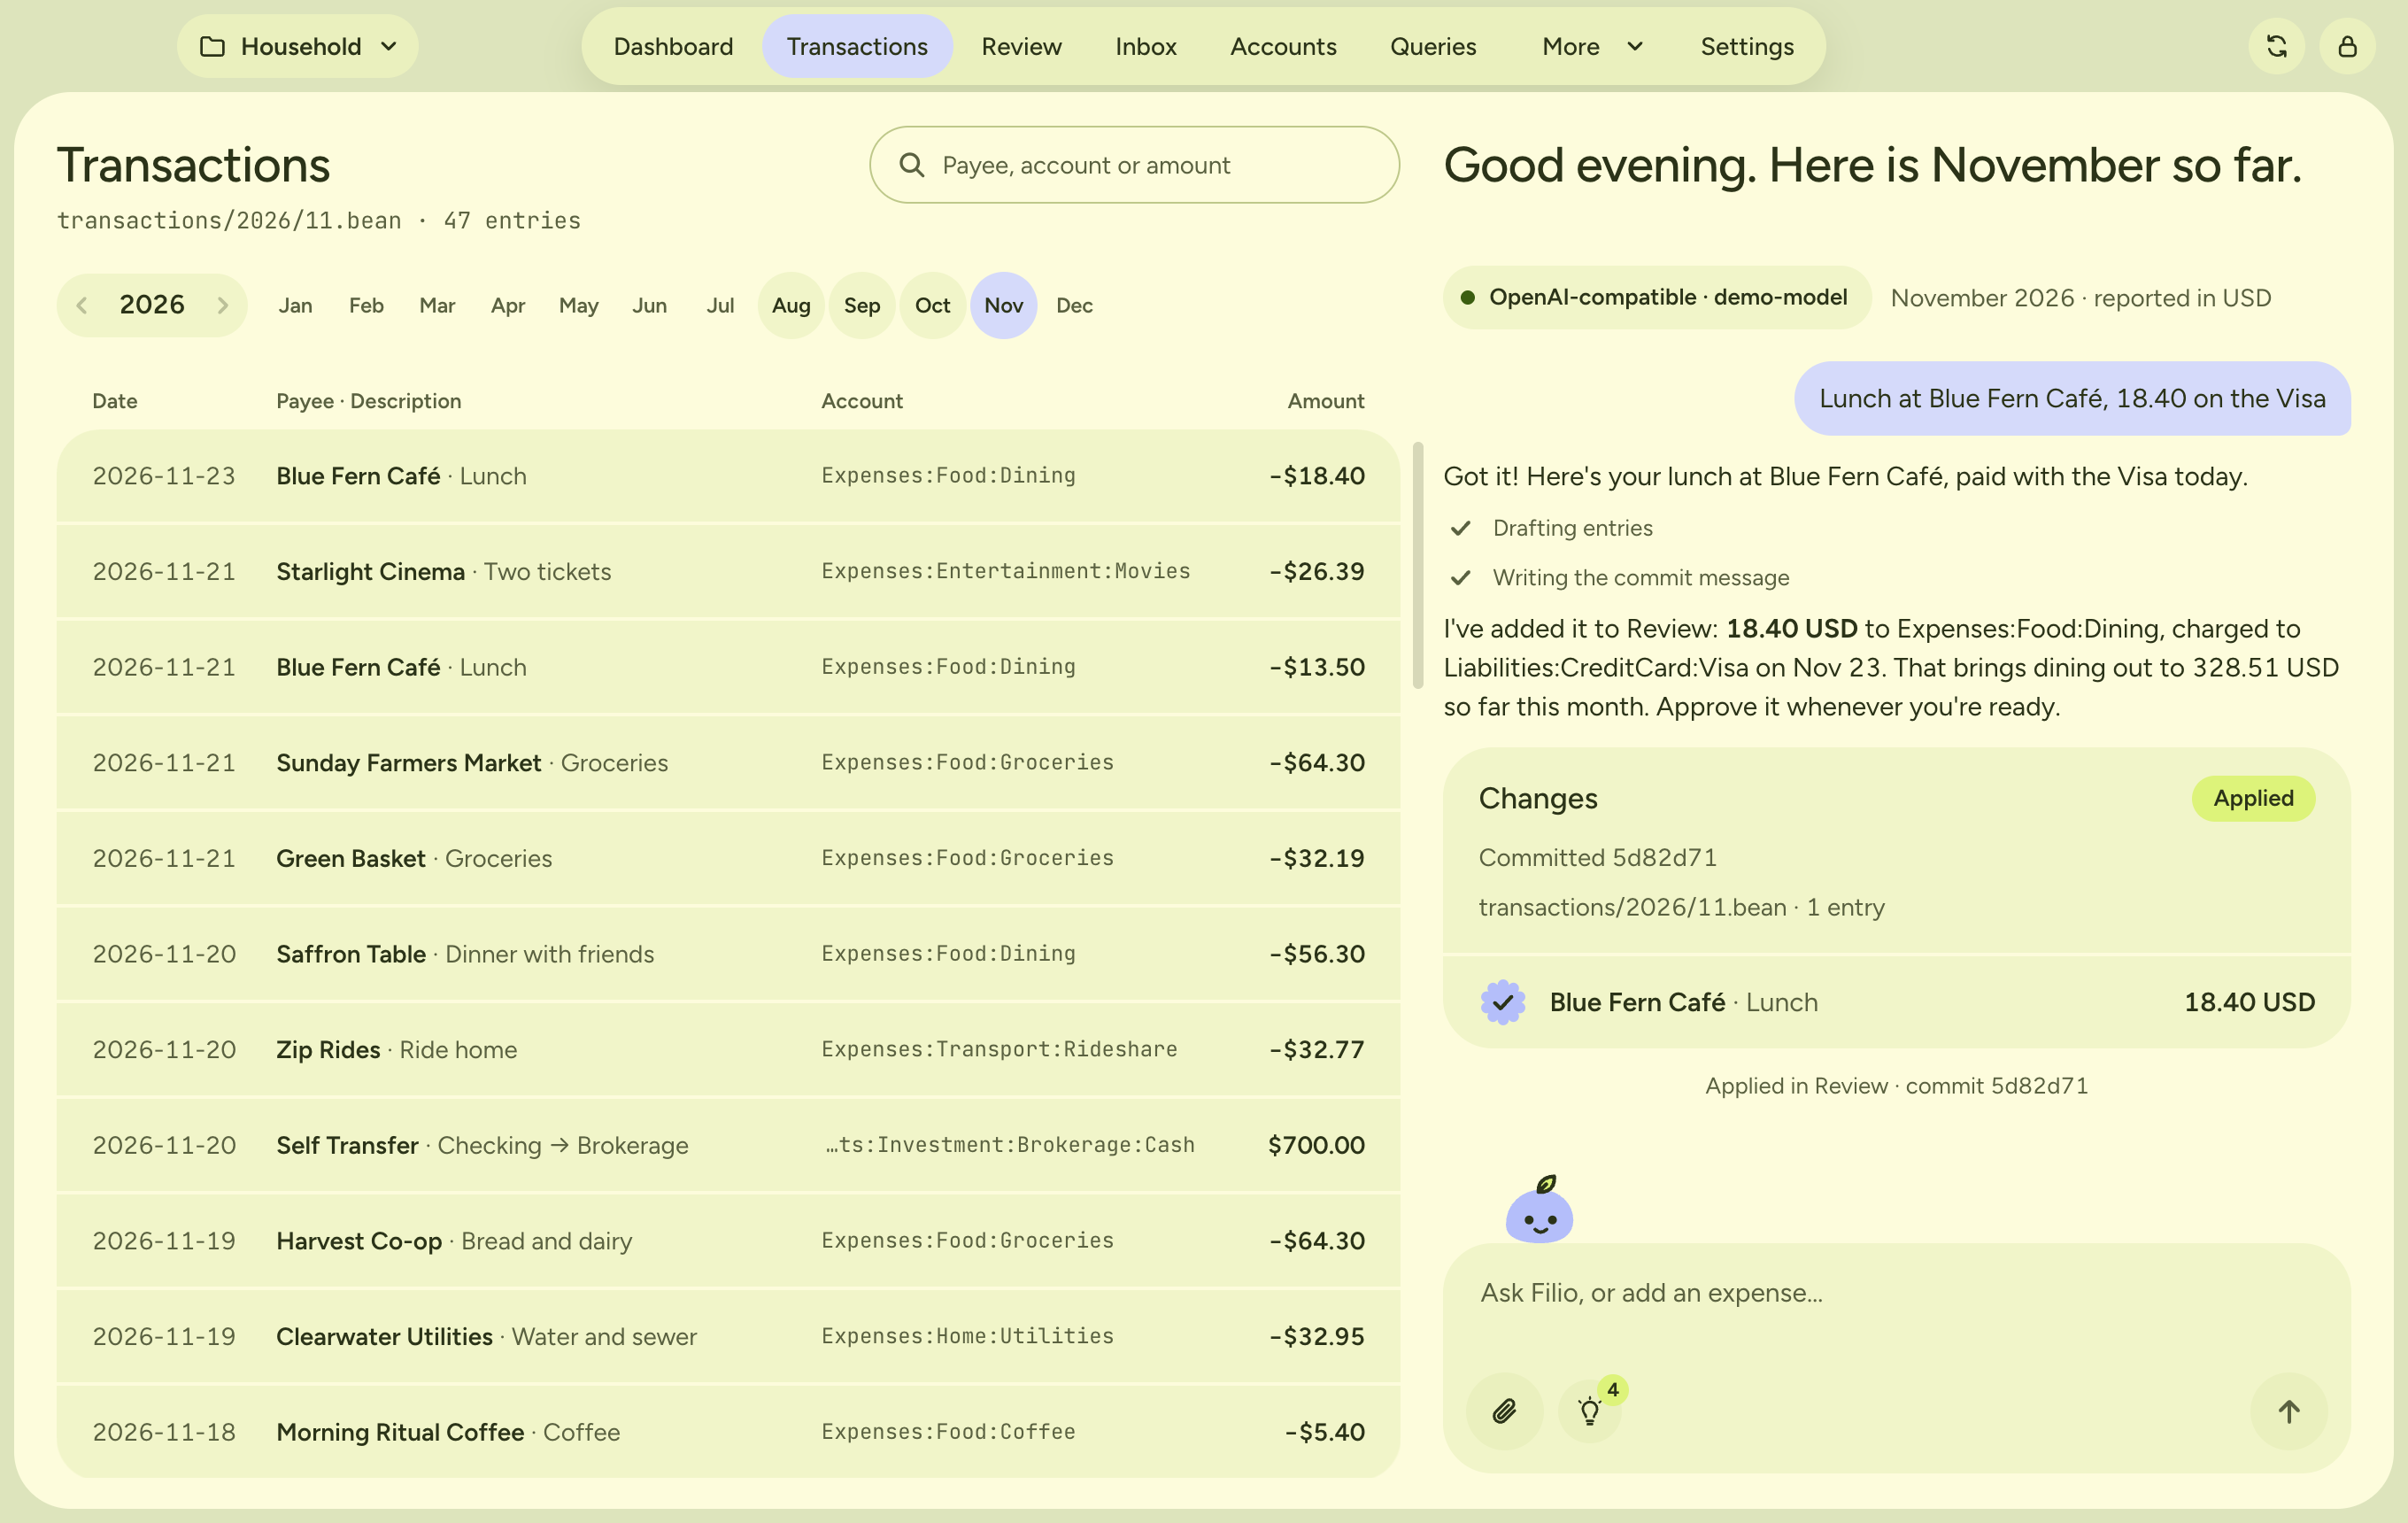 Household
Dashboard
Transactions
Review
Inbox
Accounts
Queries
More
Settings
Transactions
transactions/2026/11.bean · 47 entries
Payee, account or amount
2026
Jan
Feb
Mar
Apr
May
Jun
Jul
Aug
Sep
Oct
Nov
Dec
Date Payee · Description Account Amount
2026-11-23 Blue Fern Café · Lunch Expenses:Food:Dining -$18.40
2026-11-21 Starlight Cinema · Two tickets Expenses:Entertainment:Movies -$26.39
2026-11-21 Blue Fern Café · Lunch Expenses:Food:Dining -$13.50
2026-11-21 Sunday Farmers Market · Groceries Expenses:Food:Groceries -$64.30
2026-11-21 Green Basket · Groceries Expenses:Food:Groceries -$32.19
2026-11-20 Saffron Table · Dinner with friends Expenses:Food:Dining -$56.30
2026-11-20 Zip Rides · Ride home Expenses:Transport:Rideshare -$32.77
2026-11-20 Self Transfer · Checking → Brokerage …ts:Investment:Brokerage:Cash $700.00
2026-11-19 Harvest Co-op · Bread and dairy Expenses:Food:Groceries -$64.30
2026-11-19 Clearwater Utilities · Water and sewer Expenses:Home:Utilities -$32.95
2026-11-18 Morning Ritual Coffee · Coffee Expenses:Food:Coffee -$5.40
Good evening. Here is November so far.
OpenAI-compatible · demo-model
November 2026 · reported in USD
Lunch at Blue Fern Café, 18.40 on the Visa
Got it! Here's your lunch at Blue Fern Café, paid with the Visa today.
Drafting entries
Writing the commit message
I've added it to Review: 18.40 USD to Expenses:Food:Dining, charged to
Liabilities:CreditCard:Visa on Nov 23. That brings dining out to 328.51 USD
so far this month. Approve it whenever you're ready.
Changes
Applied
Committed 5d82d71
transactions/2026/11.bean · 1 entry
Blue Fern Café · Lunch 18.40 USD
Applied in Review · commit 5d82d71
Ask Filio, or add an expense...
4